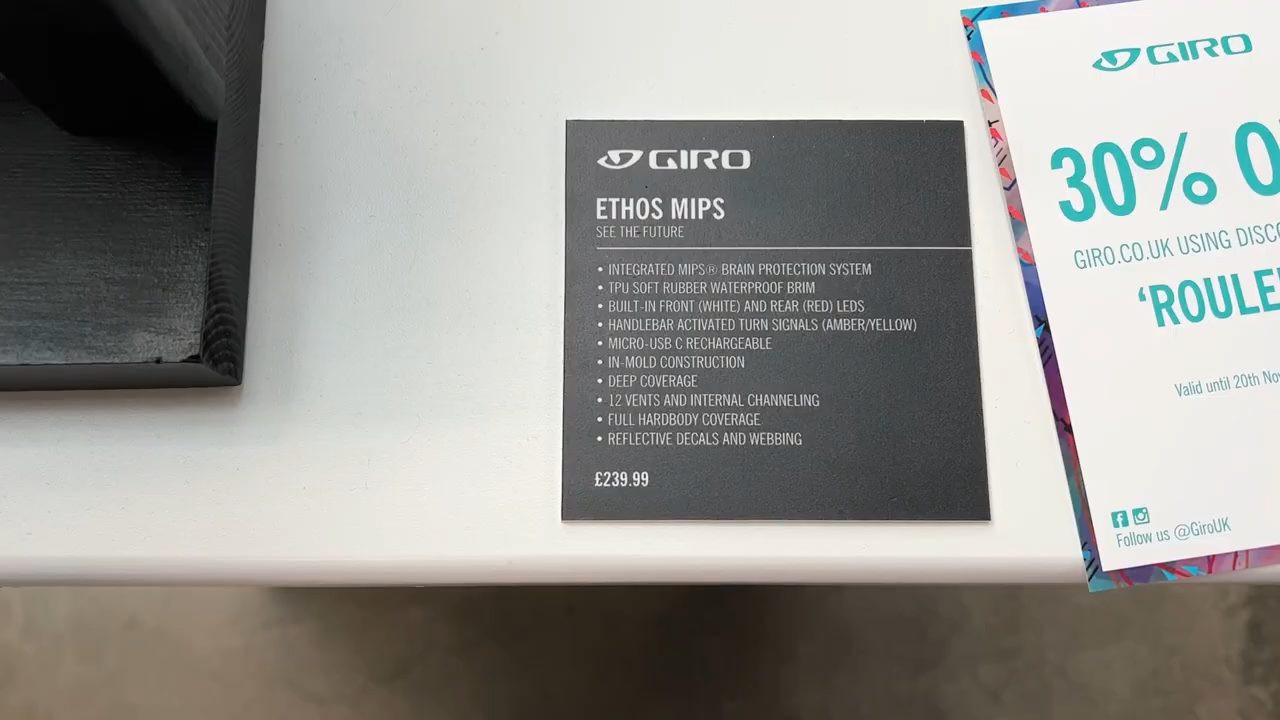 GIRO
ETHOS MIPS
SEE THE FUTURE
• INTEGRATED MIPS® BRAIN PROTECTION SYSTEM
• TPU SOFT RUBBER WATERPROOF BRIM
• BUILT-IN FRONT (WHITE) AND REAR (RED) LEDS
• HANDLEBAR ACTIVATED TURN SIGNALS (AMBER/YELLOW)
• MICRO-USB C RECHARGEABLE
• IN-MOLD CONSTRUCTION
• DEEP COVERAGE
• 12 VENTS AND INTERNAL CHANNELING
• FULL HARDBODY COVERAGE
• REFLECTIVE DECALS AND WEBBING
£239.99
GIRO
30%
GIRO.CO.UK USING
Valid until 20th
Follow us @GiroUK